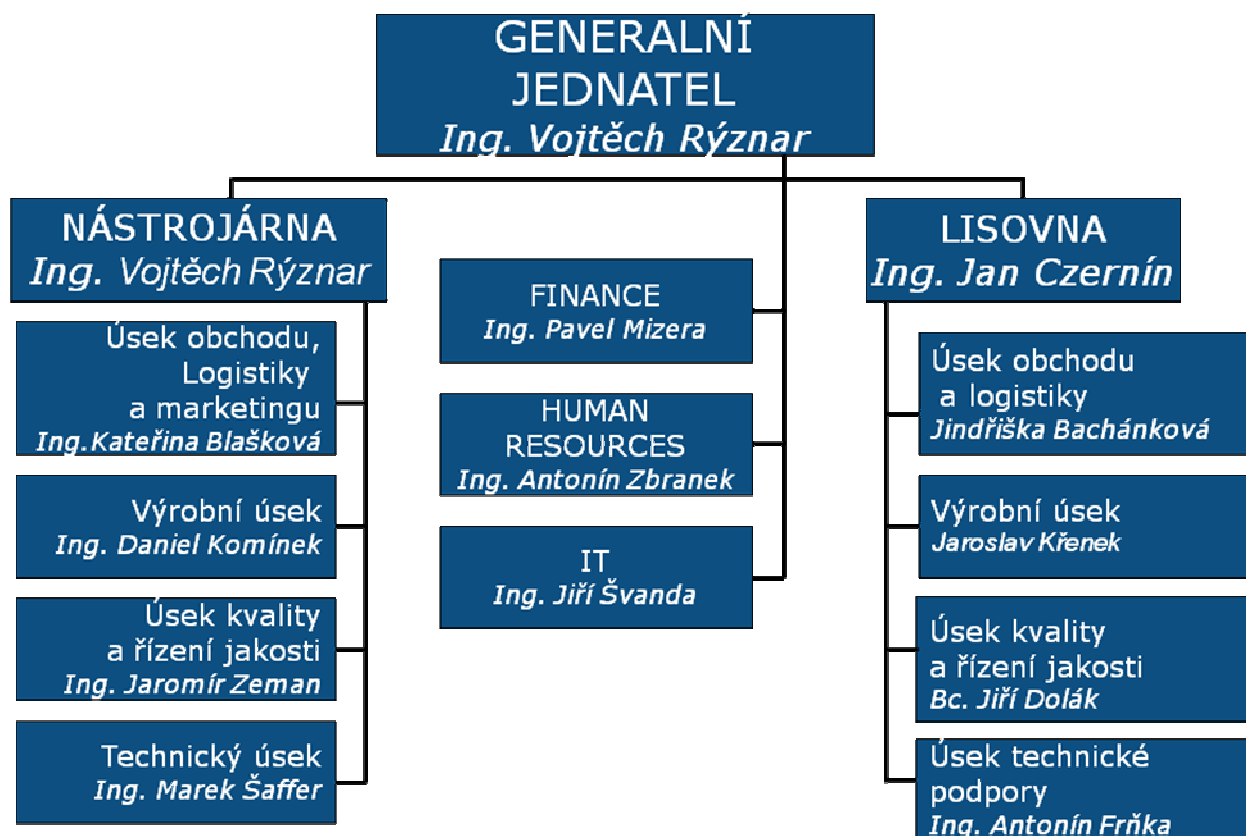 GENERALNÍ
JEDNATEL
Ing. Vojtěch Rýznar
NÁSTROJÁRNA
Ing. Vojtěch Rýznar
Úsek obchodu,
Logistiky
a marketingu
Ing.Kateřina Blašková
Výrobní úsek
Ing. Daniel Komínek
Úsek kvality
a řízení jakosti
Ing. Jaromír Zeman
Technický úsek
Ing. Marek Šaffer
FINANCE
Ing. Pavel Mizera
HUMAN
RESOURCES
Ing. Antonín Zbranek
IT
Ing. Jiří Švanda
LISOVNA
Ing. Jan Czernín
Úsek obchodu
a logistiky
Jindřiška Bachánková
Výrobní úsek
Jaroslav Křenek
Úsek kvality
a řízení jakosti
Bc. Jiří Dolák
Úsek technické
podpory
Ing. Antonín Frňka